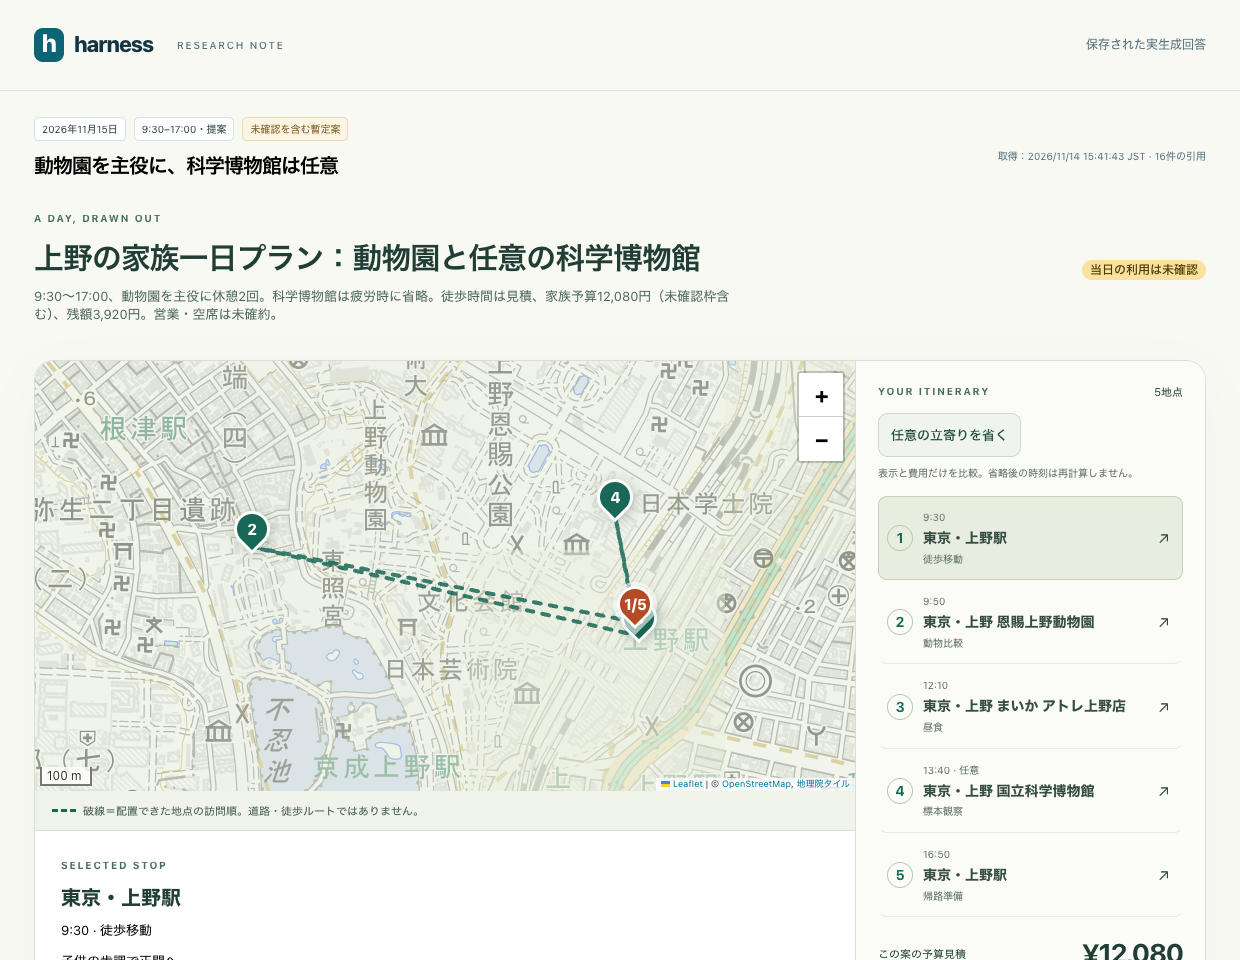 h harness RESEARCH NOTE
保存された実生成回答
2026年11月15日 9:30–17:00・提案 未確認を含む暫定案
動物園を主役に、科学博物館は任意
取得：2026/11/14 15:41:43 JST · 16件の引用
A DAY, DRAWN OUT
上野の家族一日プラン：動物園と任意の科学博物館
当日の利用は未確認
9:30〜17:00、動物園を主役に休憩2回。科学博物館は疲労時に省略。徒歩時間は見積、家族予算12,080円（未確認枠含
む）、残額3,920円。営業・空席は未確約。
端
四
根津駅
弥生二丁目遺跡
上野動物園
上野恩賜公園
日本学士院
東照宮
文化会館
上野駅
日本芸術院
不忍池
京成上野駅
（二）
（七）
.6
.2
2
4
1/5
+
−
100 m
Leaflet | © OpenStreetMap, 地理院タイル
破線＝配置できた地点の訪問順。道路・徒歩ルートではありません。
SELECTED STOP
東京・上野駅
9:30 · 徒歩移動
YOUR ITINERARY
5地点
任意の立寄りを省く
表示と費用だけを比較。省略後の時刻は再計算しません。
9:30
1 東京・上野駅
徒歩移動
9:50
2 東京・上野 恩賜上野動物園
動物比較
12:10
3 東京・上野 まいか アトレ上野店
昼食
13:40 · 任意
4 東京・上野 国立科学博物館
標本観察
16:50
5 東京・上野駅
帰路準備
この案の予算見積
¥12,080